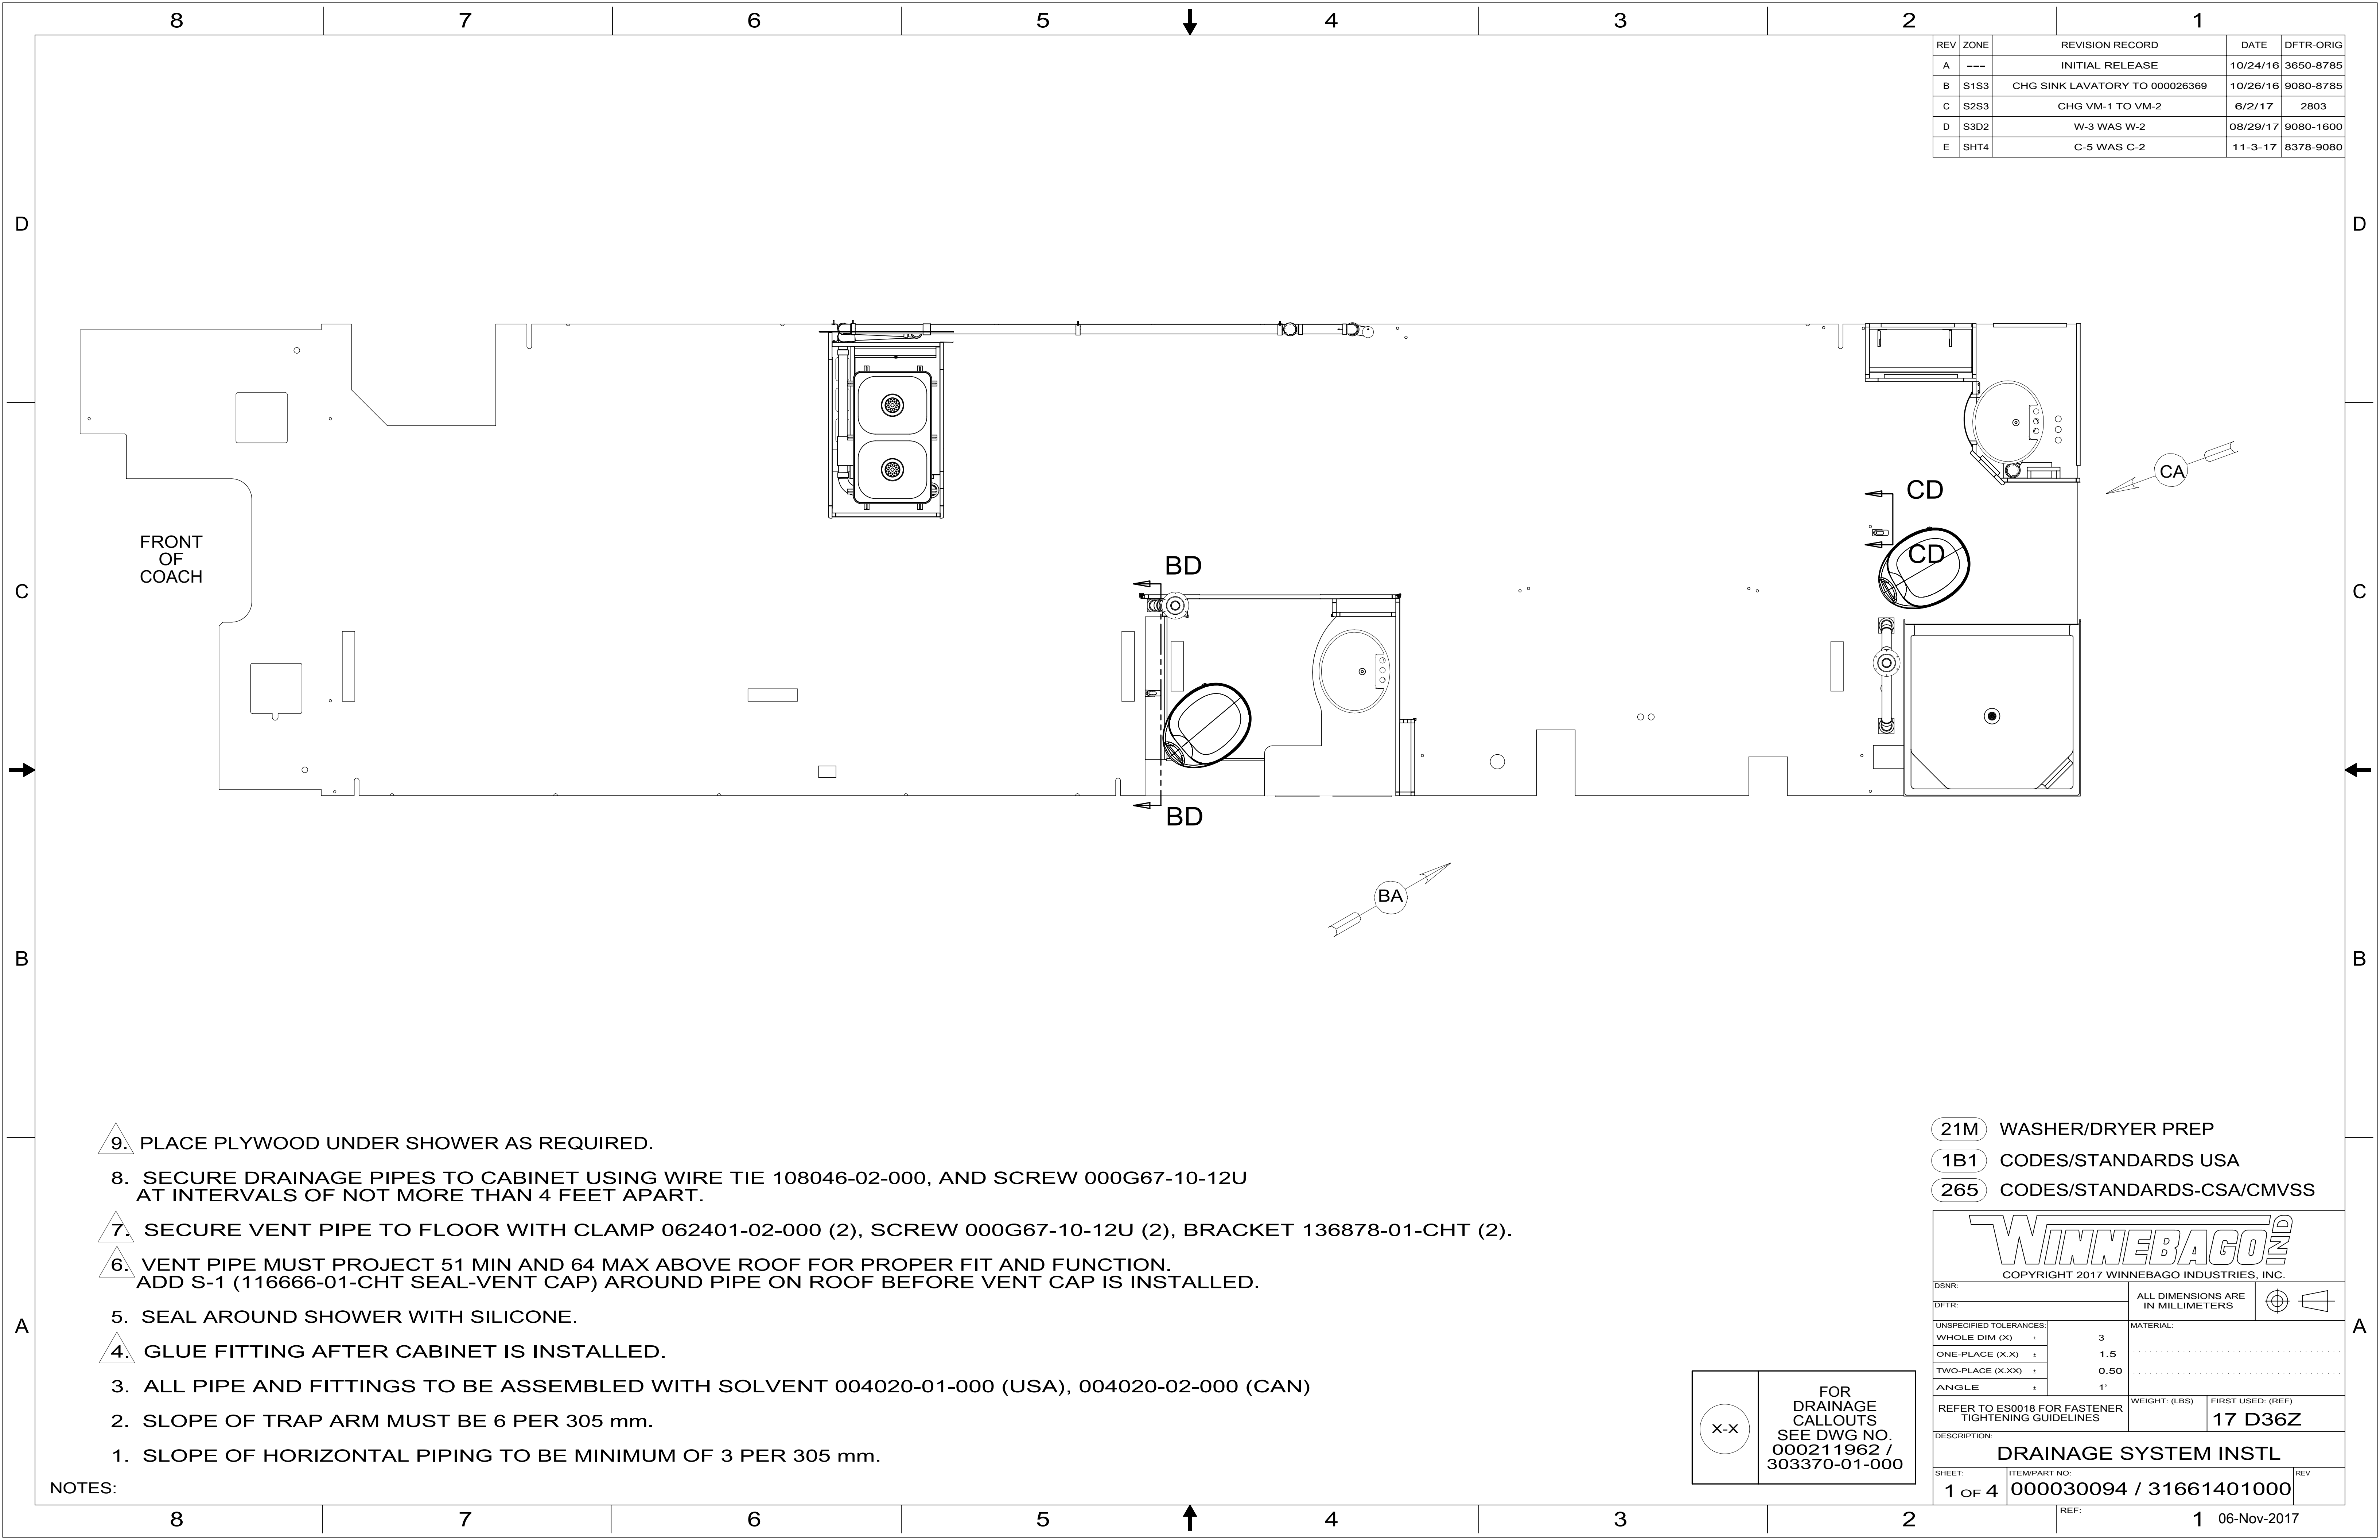 8 7 6 5 4 3 2 1
REV ZONE REVISION RECORD DATE DFTR-ORIG
A --- INITIAL RELEASE 10/24/16 3650-8785
B S1S3 CHG SINK LAVATORY TO 000026369 10/26/16 9080-8785
C S2S3 CHG VM-1 TO VM-2 6/2/17 2803
D S3D2 W-3 WAS W-2 08/29/17 9080-1600
E SHT4 C-5 WAS C-2 11-3-17 8378-9080
D D
CA
CD
CD
FRONT
OF
COACH
BD
C C
BD
BA
B B
9. PLACE PLYWOOD UNDER SHOWER AS REQUIRED.
8. SECURE DRAINAGE PIPES TO CABINET USING WIRE TIE 108046-02-000, AND SCREW 000G67-10-12U
AT INTERVALS OF NOT MORE THAN 4 FEET APART.
7. SECURE VENT PIPE TO FLOOR WITH CLAMP 062401-02-000 (2), SCREW 000G67-10-12U (2), BRACKET 136878-01-CHT (2).
6. VENT PIPE MUST PROJECT 51 MIN AND 64 MAX ABOVE ROOF FOR PROPER FIT AND FUNCTION.
ADD S-1 (116666-01-CHT SEAL-VENT CAP) AROUND PIPE ON ROOF BEFORE VENT CAP IS INSTALLED.
5. SEAL AROUND SHOWER WITH SILICONE.
4. GLUE FITTING AFTER CABINET IS INSTALLED.
3. ALL PIPE AND FITTINGS TO BE ASSEMBLED WITH SOLVENT 004020-01-000 (USA), 004020-02-000 (CAN)
2. SLOPE OF TRAP ARM MUST BE 6 PER 305 mm.
1. SLOPE OF HORIZONTAL PIPING TO BE MINIMUM OF 3 PER 305 mm.
NOTES:
A A
X-X
FOR
DRAINAGE
CALLOUTS
SEE DWG NO.
000211962 /
303370-01-000
21M WASHER/DRYER PREP
1B1 CODES/STANDARDS USA
265 CODES/STANDARDS-CSA/CMVSS
WINNEBAGO IND
COPYRIGHT 2017 WINNEBAGO INDUSTRIES, INC.
DSNR:
DFTR:
ALL DIMENSIONS ARE
IN MILLIMETERS
UNSPECIFIED TOLERANCES:
WHOLE DIM (X) ± 3
ONE-PLACE (X.X) ± 1.5
TWO-PLACE (X.XX) ± 0.50
ANGLE ± 1°
MATERIAL:
REFER TO ES0018 FOR FASTENER
TIGHTENING GUIDELINES
WEIGHT: (LBS)
FIRST USED: (REF)
17 D36Z
DESCRIPTION:
DRAINAGE SYSTEM INSTL
SHEET:
1 OF 4
ITEM/PART NO:
000030094 / 31661401000
REV
REF:
8 7 6 5 4 3 2 1
06-Nov-2017